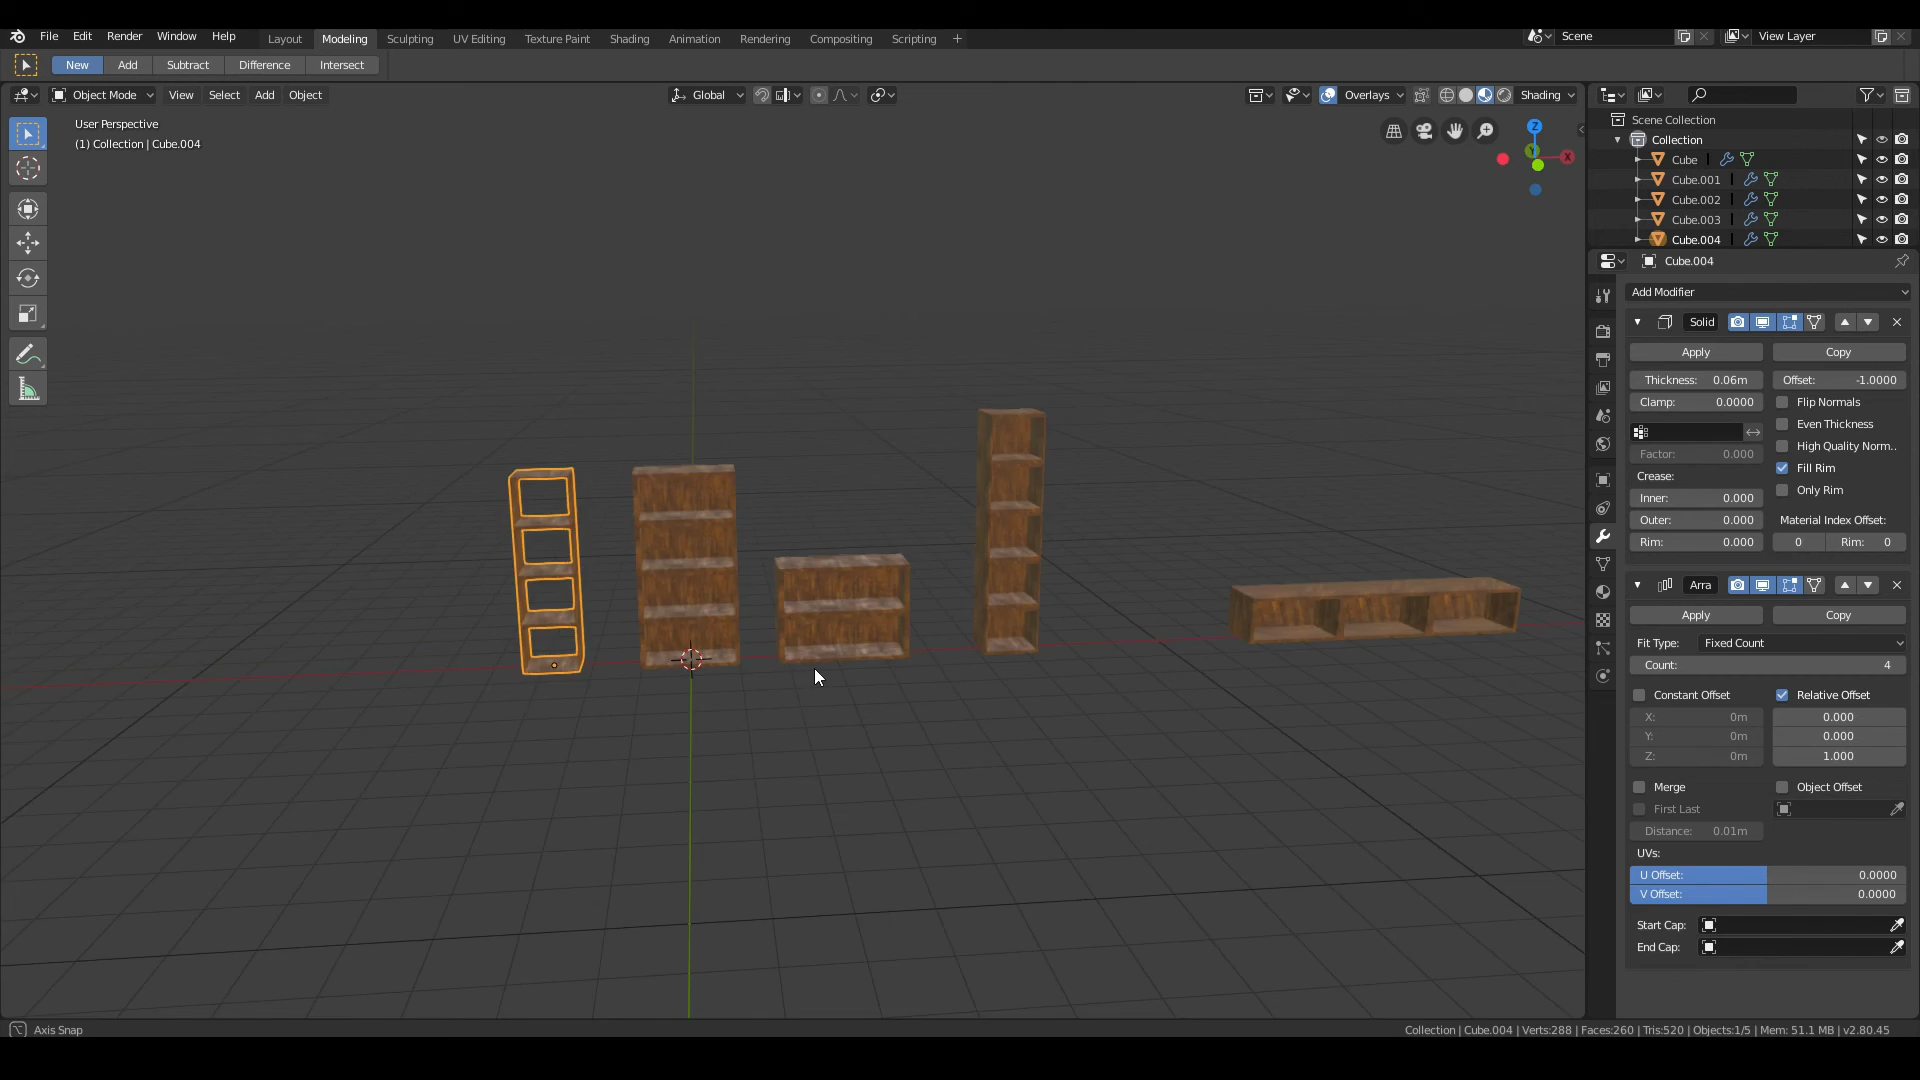 File Edit Render Window Help Layout Modeling Sculpting UV Editing Texture Paint Shading Animation Rendering Compositing Scripting + Scene View Layer
New Add Subtract Difference Intersect
Object Mode View Select Add Object Global Overlays Shading
User Perspective
(1) Collection | Cube.004
Z
X
Y
Scene Collection
Collection
Cube
Cube.001
Cube.002
Cube.003
Cube.004
Cube.004
Add Modifier
Solid
Apply Copy
Thickness: 0.06m Offset: -1.0000
Clamp: 0.0000 Flip Normals
Even Thickness
High Quality Norm..
Factor: 0.000
Fill Rim
Crease:
Only Rim
Inner: 0.000
Outer: 0.000 Material Index Offset:
Rim: 0.000 0 Rim: 0
Arra
Apply Copy
Fit Type: Fixed Count
Count: 4
Constant Offset Relative Offset
X: 0m 0.000
Y: 0m 0.000
Z: 0m 1.000
Merge Object Offset
First Last
Distance: 0.01m
UVs:
U Offset: 0.0000
V Offset: 0.0000
Start Cap:
End Cap:
Axis Snap Collection | Cube.004 | Verts:288 | Faces:260 | Tris:520 | Objects:1/5 | Mem: 51.1 MB | v2.80.45